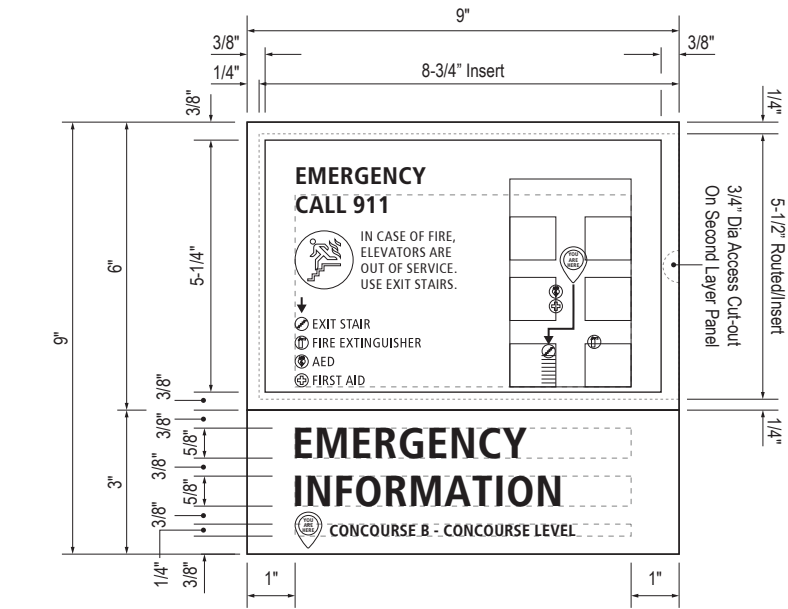 9"
3/8"
3/8"
1/4"
8-3/4” Insert
3/8"
1/4"
EMERGENCY
CALL 911
IN CASE OF FIRE,
ELEVATORS ARE
OUT OF SERVICE.
USE EXIT STAIRS.
EXIT STAIR
FIRE EXTINGUISHER
AED
FIRST AID
YOU
ARE
HERE
9"
6"
5-1/4"
3/4” Dia Access Cut-out
On Second Layer Panel
5-1/2” Routed/Insert
3/8"
3/8"
1/4"
3"
5/8"
3/8"
5/8"
3/8"
1/4"
3/8"
EMERGENCY
INFORMATION
YOU
ARE
HERE
CONCOURSE B - CONCOURSE LEVEL
1"
1"